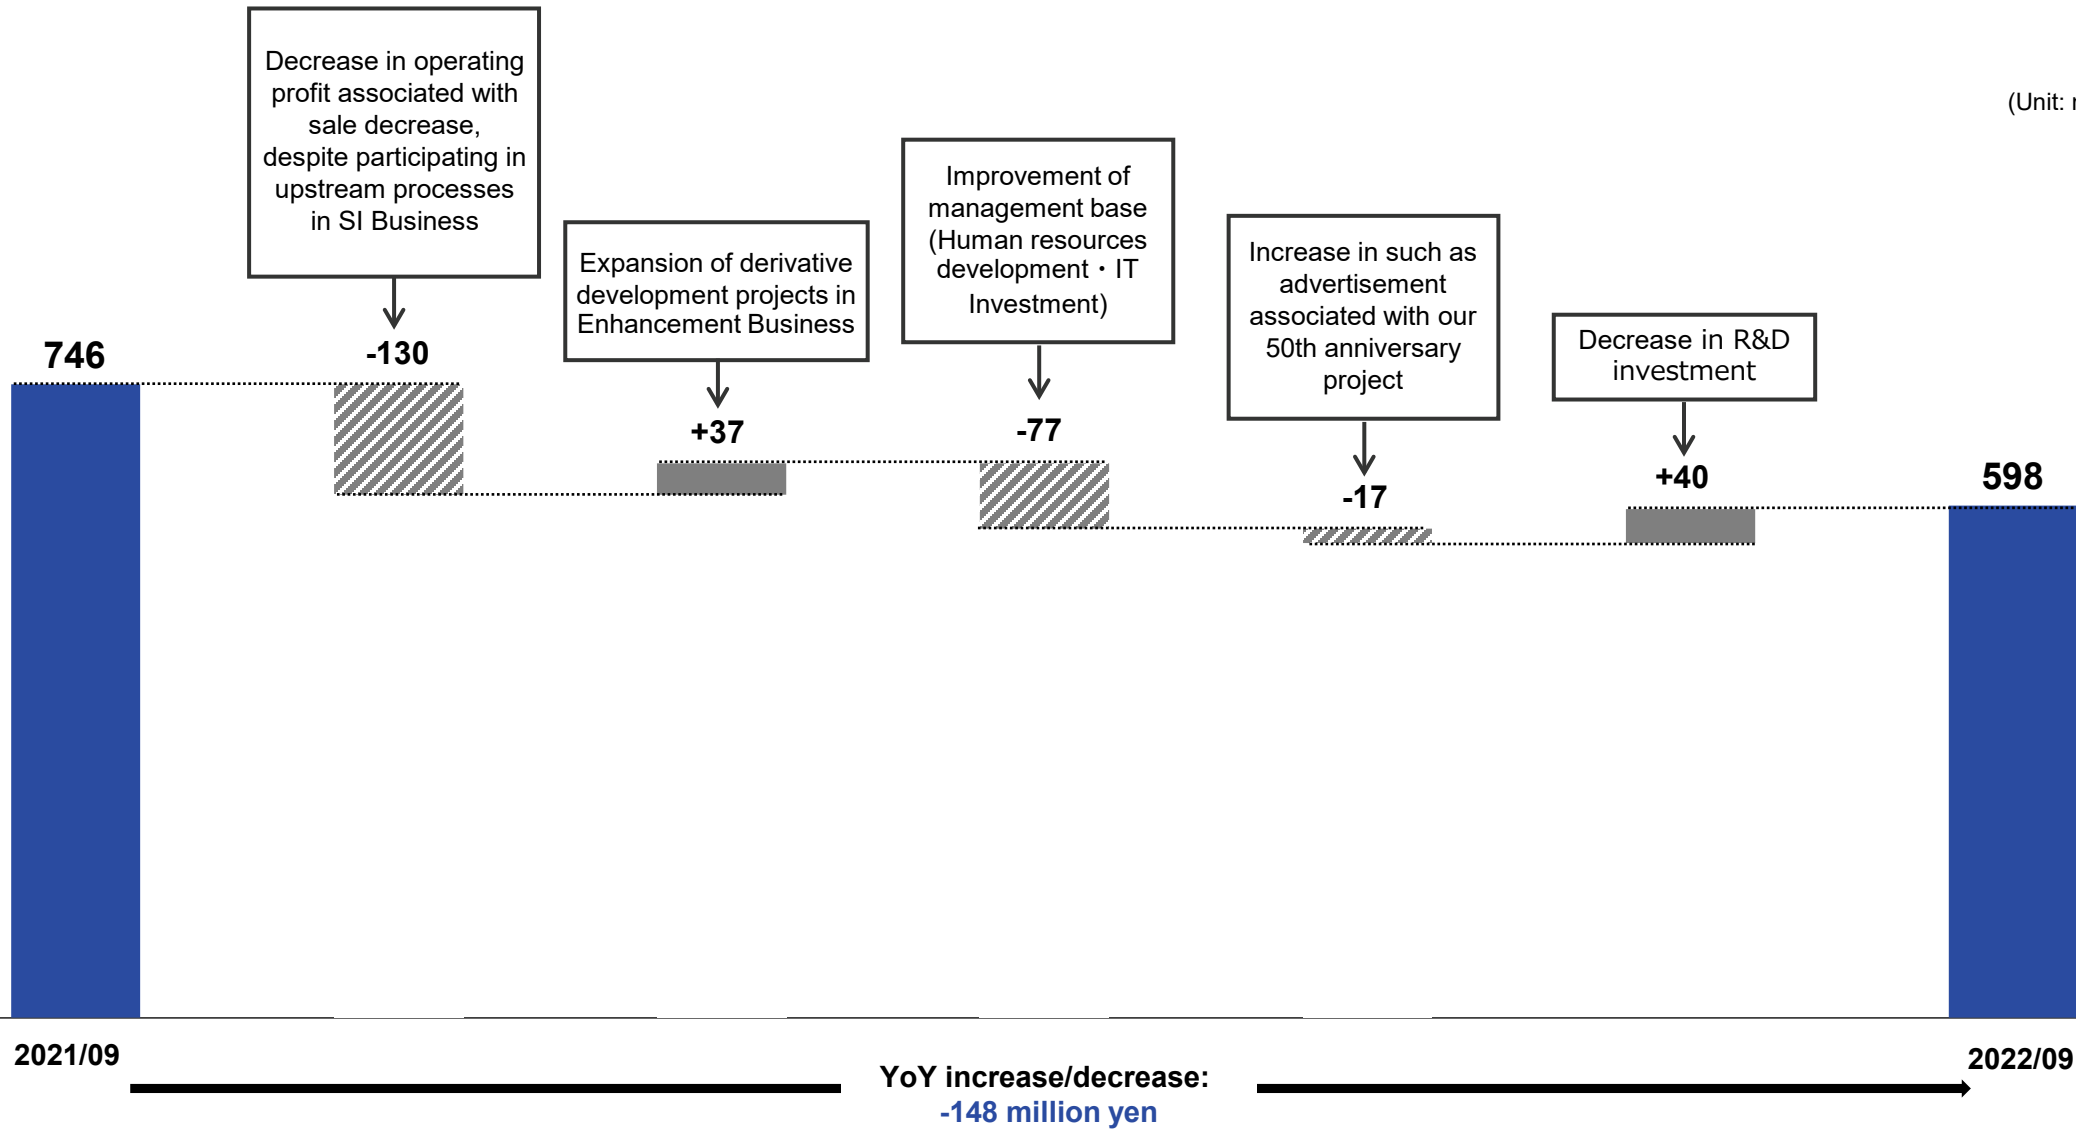 Decrease in operating
profit associated with
sale decrease,
despite participating in
upstream processes
in SI Business
(Unit:
Expansion of derivative
development projects in
Enhancement Business
Improvement of
management base
(Human resources
development・IT
Investment)
Increase in such as
advertisement
associated with our
50th anniversary
project
Decrease in R&D
investment
746
-130
+37
-77
-17
+40
598
2021/09
2022/09
YoY increase/decrease:
-148 million yen